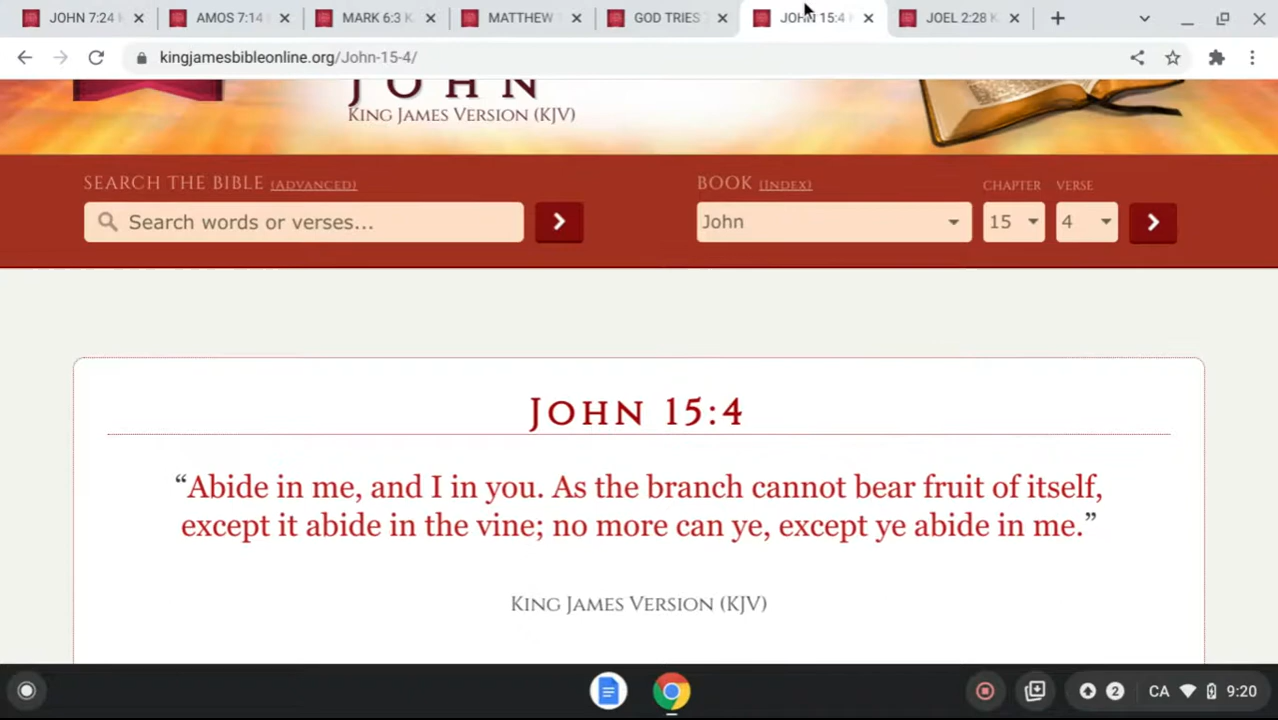 JOHN 7:24 K
AMOS 7:14
MARK 6:3 K
MATTHEW
GOD TRIES
JOHN 15:4
JOEL 2:28 K
kingjamesbibleonline.org/John-15-4/
JOHN
KING JAMES VERSION (KJV)
SEARCH THE BIBLE (ADVANCED)
BOOK (INDEX)
CHAPTER
VERSE
Search words or verses...
John
15
4
JOHN 15:4
“Abide in me, and I in you. As the branch cannot bear fruit of itself,
except it abide in the vine; no more can ye, except ye abide in me.”
KING JAMES VERSION (KJV)
2
CA
9:20